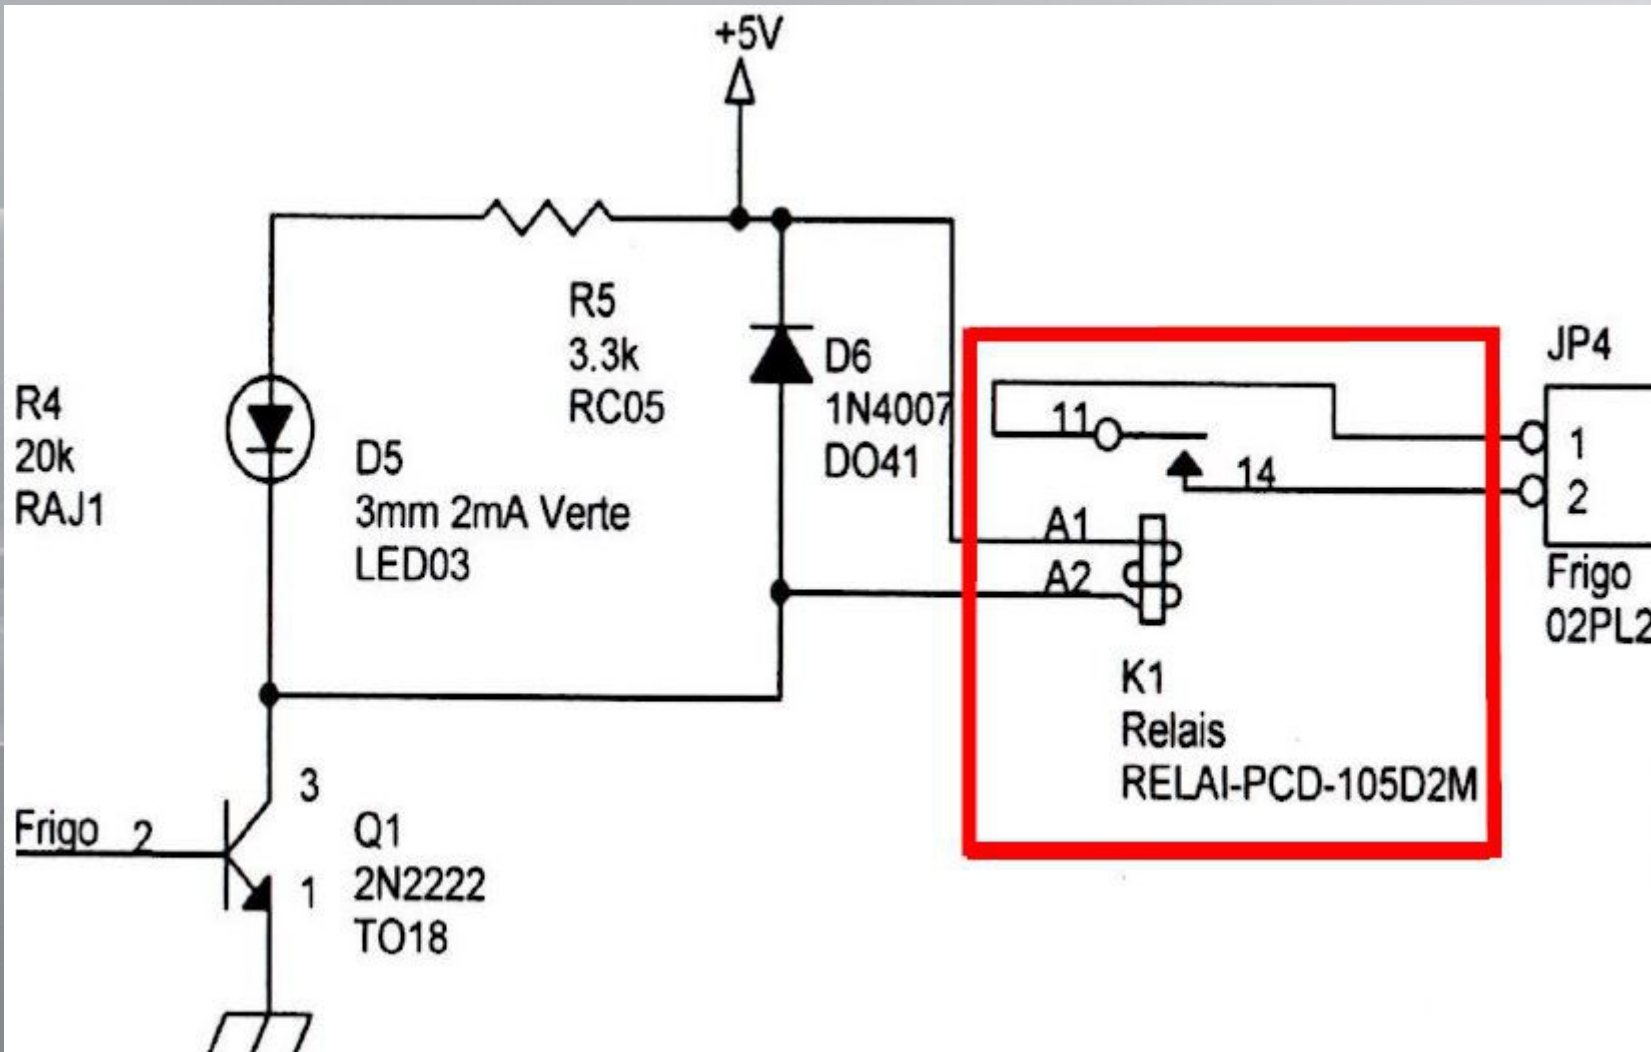 +5V
R5
3.3k
RC05
D6
1N4007
DO41
JP4
1
2
Frigo
02PL2
11
14
A1
A2
K1
Relais
RELAI-PCD-105D2M
R4
20k
RAJ1
D5
3mm 2mA Verte
LED03
Frigo 2
3
1
Q1
2N2222
TO18